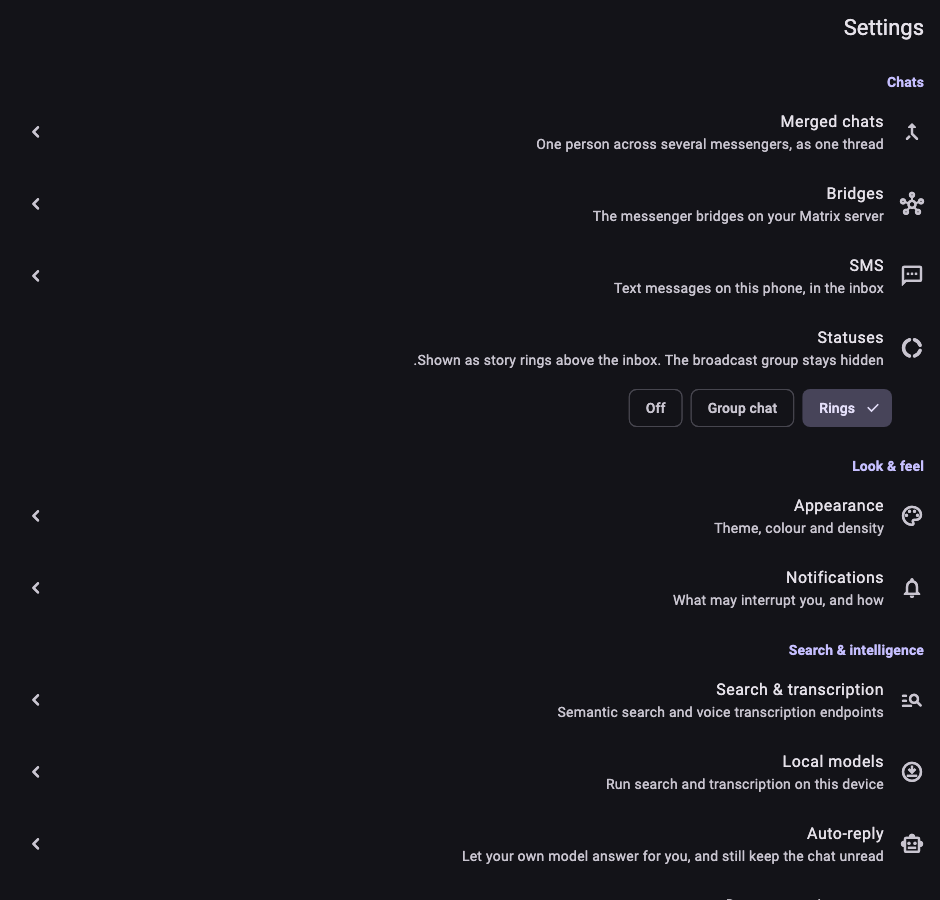 Settings
Chats
Merged chats
One person across several messengers, as one thread
Bridges
The messenger bridges on your Matrix server
SMS
Text messages on this phone, in the inbox
Statuses
.Shown as story rings above the inbox. The broadcast group stays hidden
Rings
Group chat
Off
Look & feel
Appearance
Theme, colour and density
Notifications
What may interrupt you, and how
Search & intelligence
Search & transcription
Semantic search and voice transcription endpoints
Local models
Run search and transcription on this device
Auto-reply
Let your own model answer for you, and still keep the chat unread